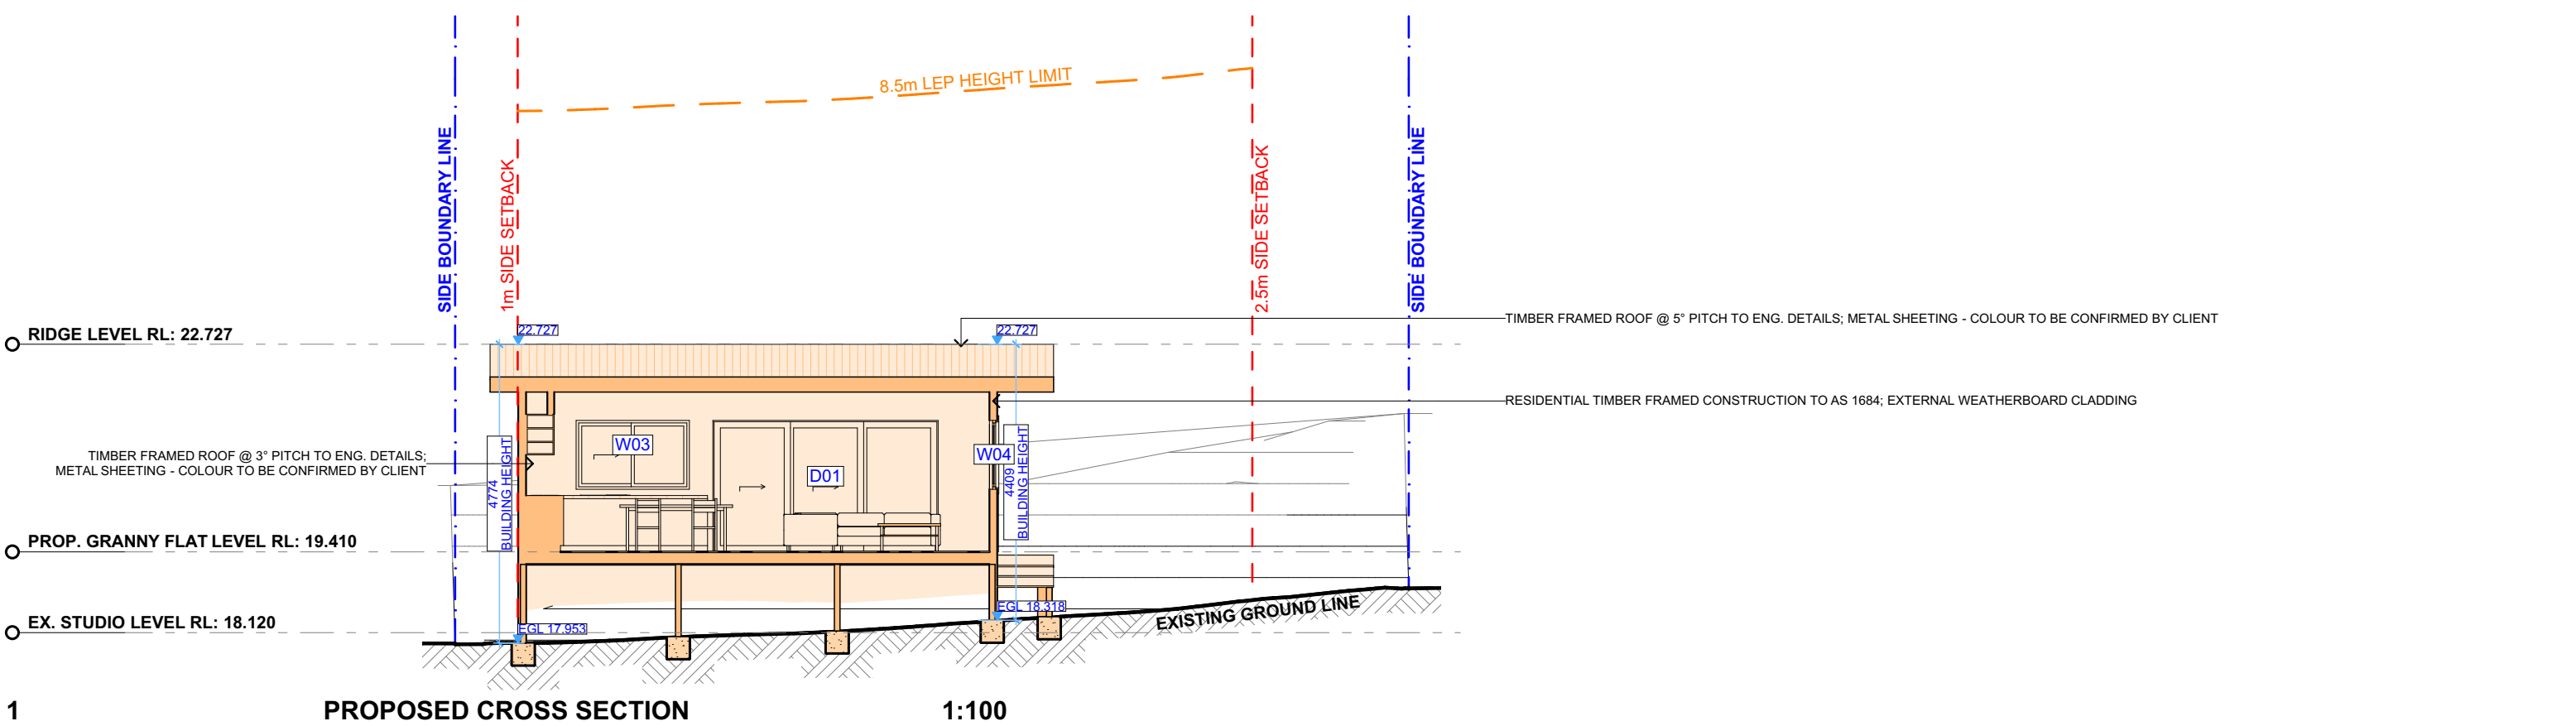 8.5m LEP HEIGHT LIMIT
SIDE BOUNDARY LINE
1m SIDE SETBACK
2.5m SIDE SETBACK
SIDE BOUNDARY LINE
TIMBER FRAMED ROOF @ 5° PITCH TO ENG. DETAILS; METAL SHEETING - COLOUR TO BE CONFIRMED BY CLIENT
22.727
22.727
RIDGE LEVEL RL: 22.727
RESIDENTIAL TIMBER FRAMED CONSTRUCTION TO AS 1684; EXTERNAL WEATHERBOARD CLADDING
W03
W04
TIMBER FRAMED ROOF @ 3° PITCH TO ENG. DETAILS;
METAL SHEETING - COLOUR TO BE CONFIRMED BY CLIENT
D01
4774
BUILDING HEIGHT
4409
BUILDING HEIGHT
PROP. GRANNY FLAT LEVEL RL: 19.410
EGL 18.318
EXISTING GROUND LINE
EX. STUDIO LEVEL RL: 18.120
EGL 17.953
1 PROPOSED CROSS SECTION 1:100